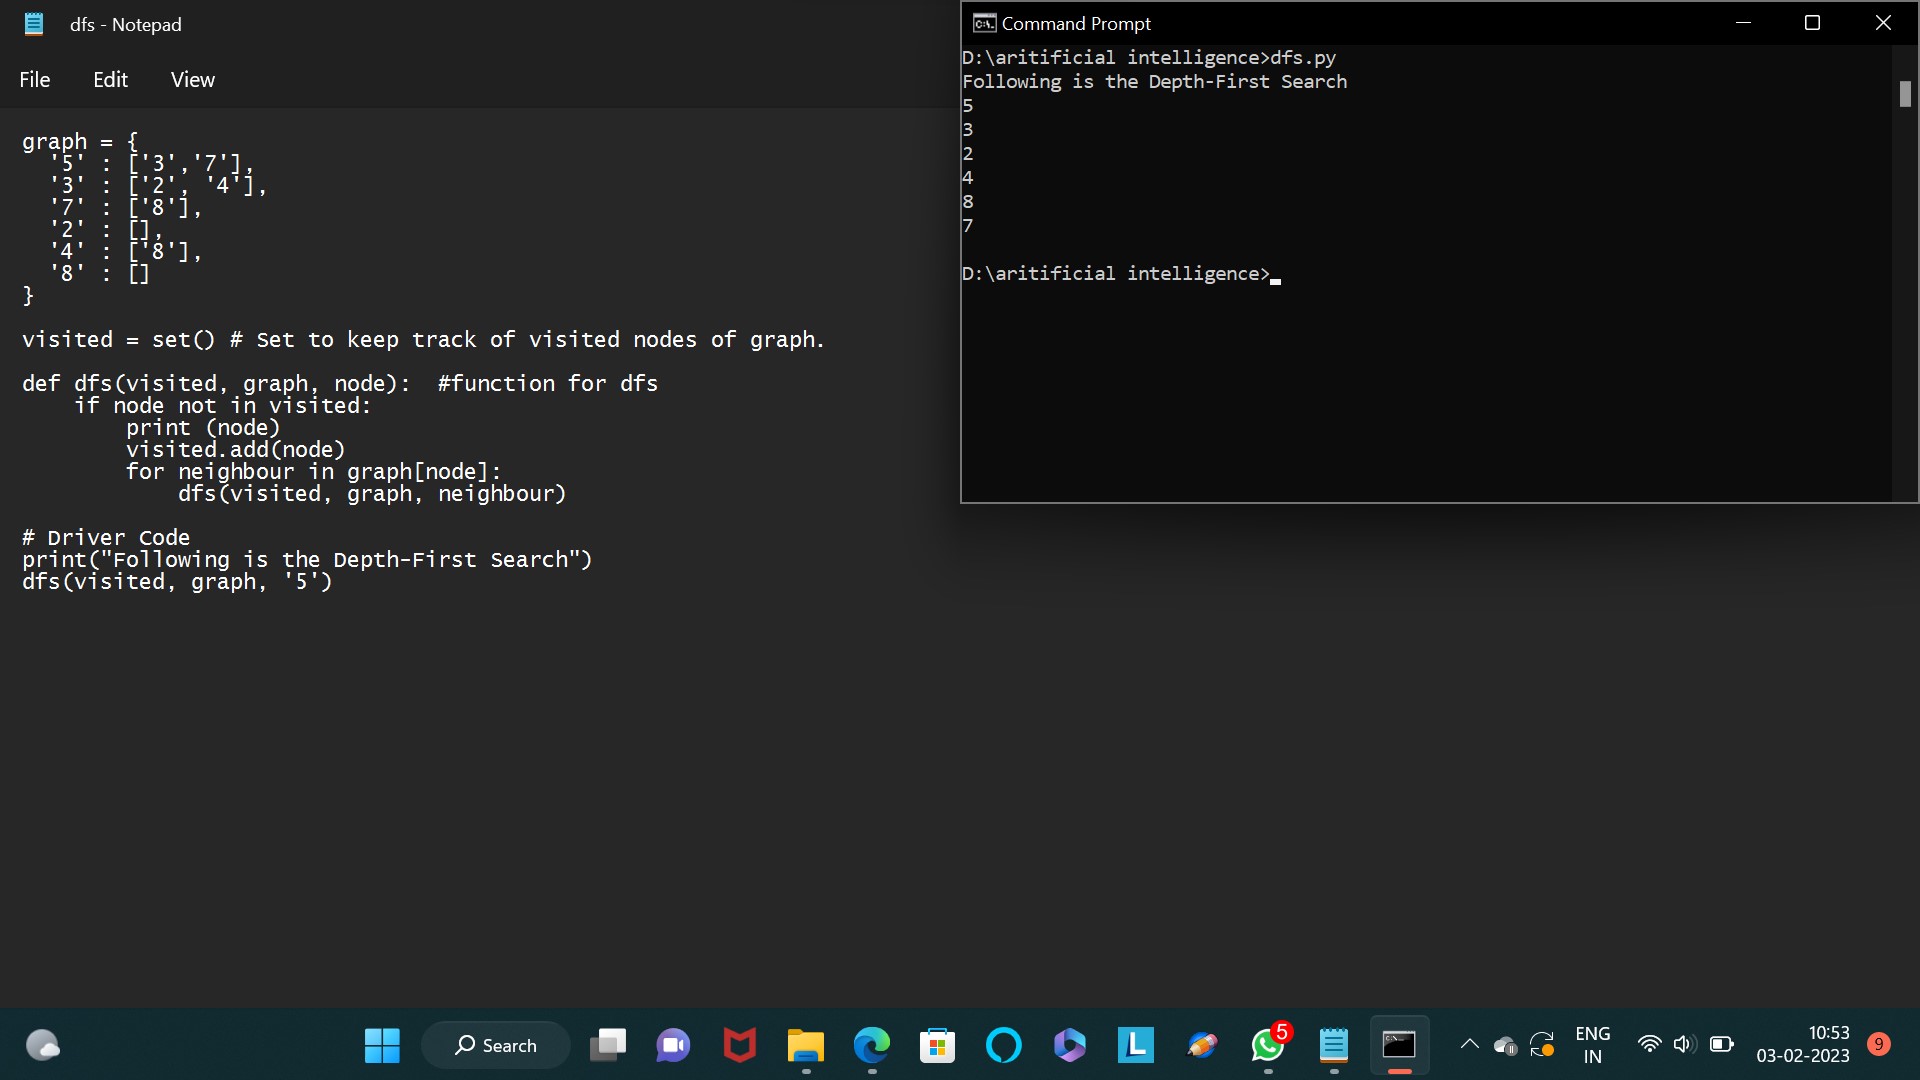 dfs - Notepad
File Edit View
graph = {
'5' : ['3','7'],
'3' : ['2', '4'],
'7' : ['8'],
'2' : [],
'4' : ['8'],
'8' : []
}
visited = set() # Set to keep track of visited nodes of graph.
def dfs(visited, graph, node):  #function for dfs
    if node not in visited:
        print (node)
        visited.add(node)
        for neighbour in graph[node]:
            dfs(visited, graph, neighbour)
# Driver Code
print("Following is the Depth-First Search")
dfs(visited, graph, '5')
C:\. Command Prompt
D:\aritificial intelligence>dfs.py
Following is the Depth-First Search
5
3
2
4
8
7
D:\aritificial intelligence>
Search
L
5
ENG
IN
10:53
03-02-2023
9